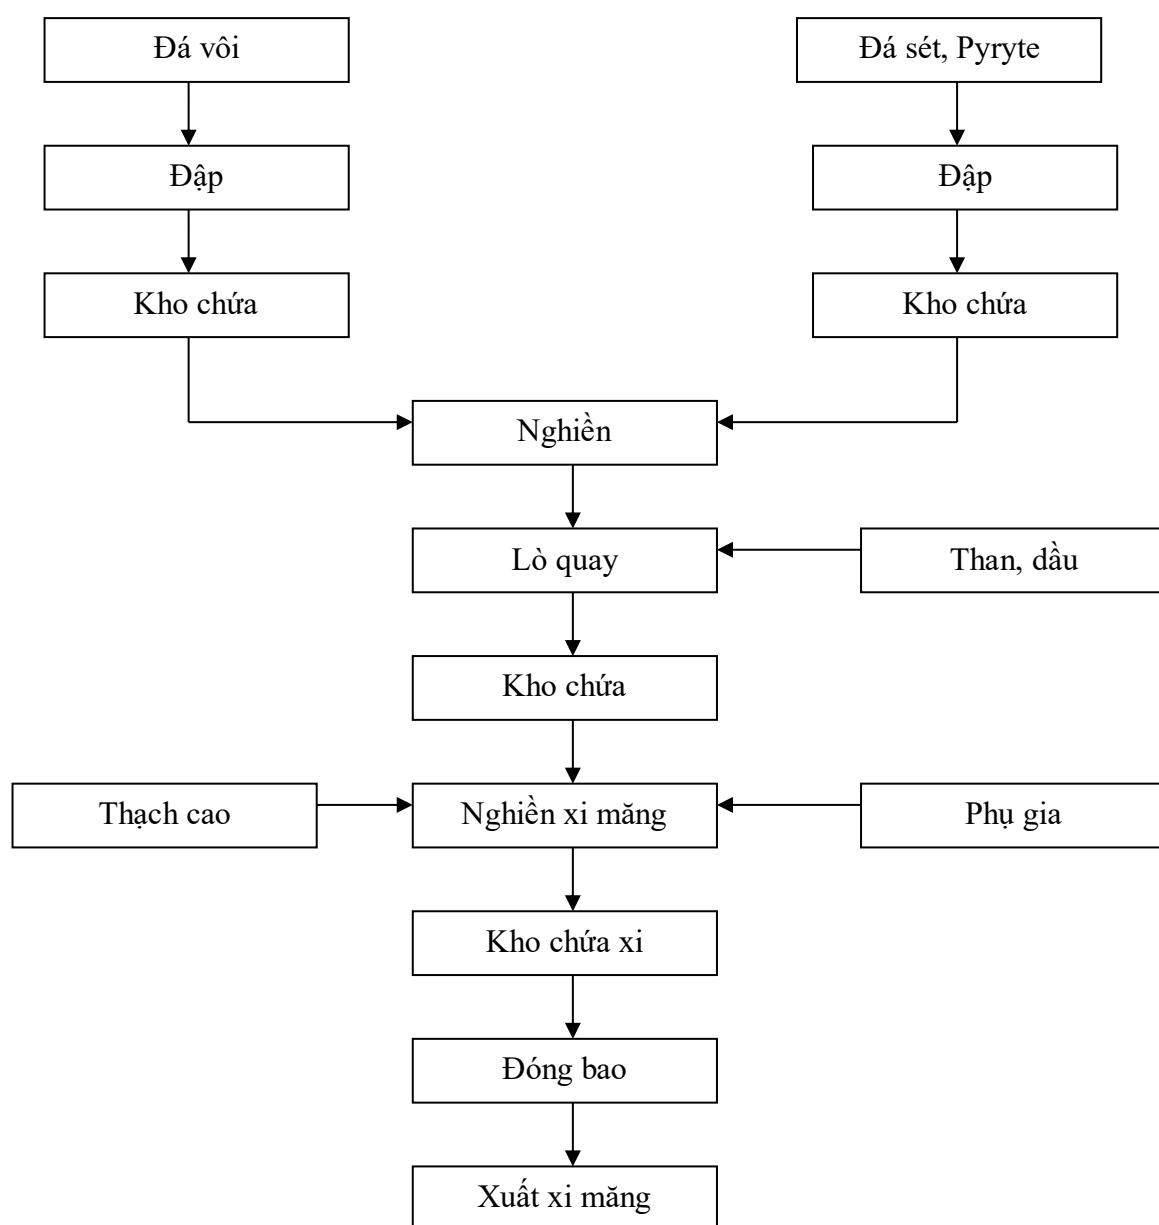 Đá vôi
Đá sét, Pyryte
Đập
Đập
Kho chứa
Kho chứa
Nghiền
Lò quay
Than, dầu
Kho chứa
Thạch cao
Nghiền xi măng
Phụ gia
Kho chứa xi
Đóng bao
Xuất xi măng